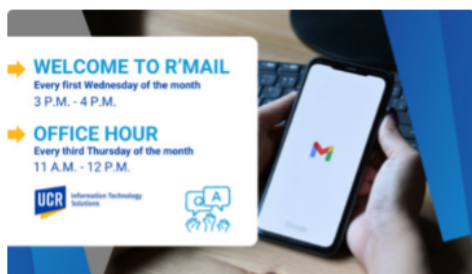 WELCOME TO R'MAIL
Every first Wednesday of the month
3 P.M. - 4 P.M.
OFFICE HOUR
Every third Thursday of the month
11 A.M. - 12 P.M.
UCR
Information Technology
Solutions
Q
A